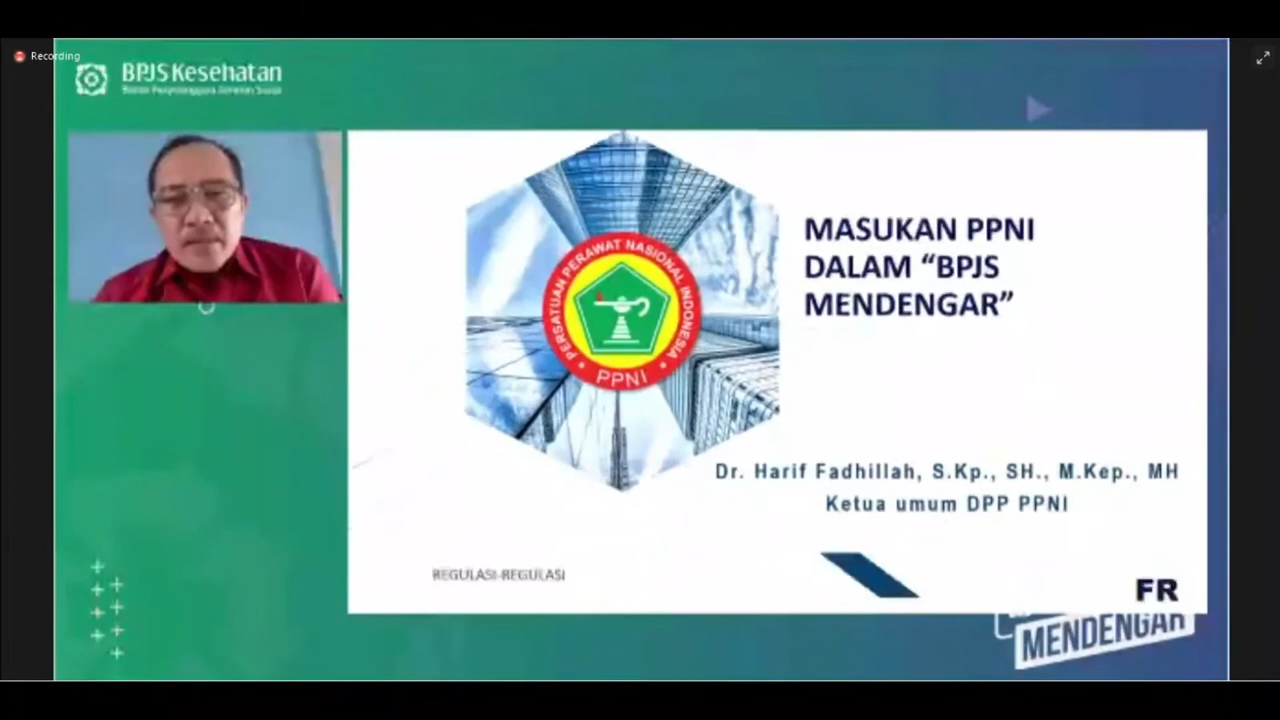 Recording
BPJS Kesehatan
MASUKAN PPNI
DALAM “BPJS
MENDENGAR”
PERSATUAN PERAWAT NASIONAL INDONESIA
PPNI
Dr. Harif Fadhillah, S.Kp., SH., M.Kep., MH
Ketua umum DPP PPNI
REGULASI-REGULASI
FR
MENDENGAR